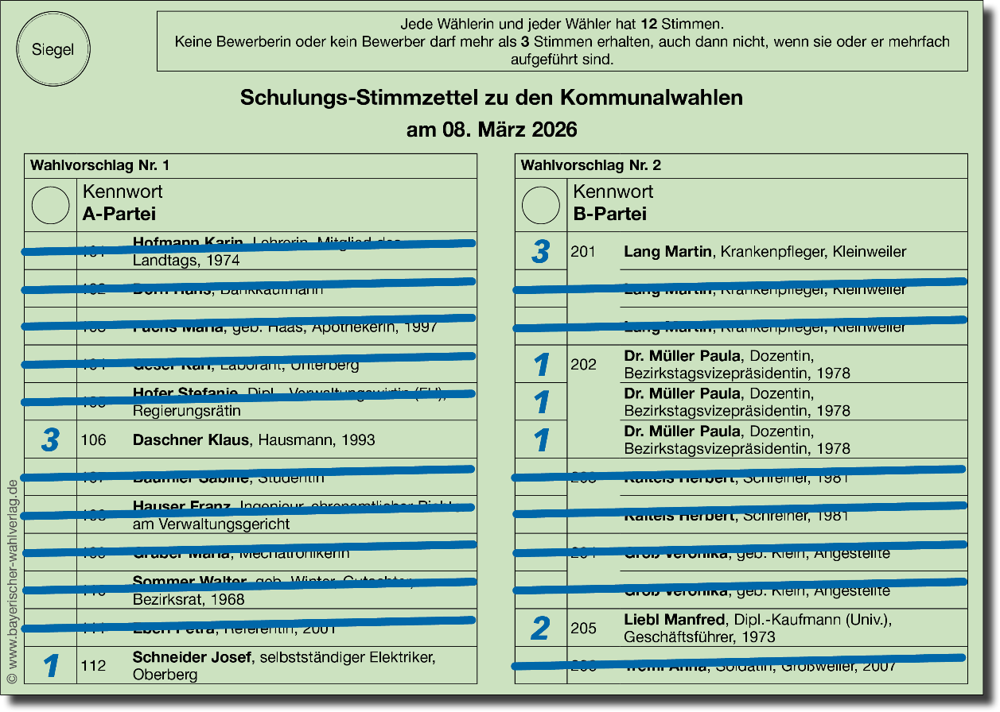 Siegel
Jede Wählerin und jeder Wähler hat 12 Stimmen.
Keine Bewerberin oder kein Bewerber darf mehr als 3 Stimmen erhalten, auch dann nicht, wenn sie oder er mehrfach
aufgeführt sind.
Schulungs-Stimmzettel zu den Kommunalwahlen
am 08. März 2026
Wahlvorschlag Nr. 1
Kennwort
A-Partei
101 Hofmann Karin, Lehrerin, Mitglied des
Landtags, 1974
102 Dorn Hans, Bankkaufmann
103 Fuchs Maria, geb. Haas, Apothekerin, 1997
104 Geser Karl, Laborant, Unterberg
105 Hofer Stefanie, Dipl.-Verwaltungswirtin (FH),
Regierungsrätin
3 106 Daschner Klaus, Hausmann, 1993
107 Bäumler Sabine, Studentin
108 Hauser Franz, Ingenieur, ehrenamtlicher
am Verwaltungsgericht
109 Gruber Maria, Mechatronikerin
110 Sommer Walter, geb. Winter, Gutachter,
Bezirksrat, 1968
111 Ebert Petra, Referentin, 2001
1 112 Schneider Josef, selbstständiger Elektriker,
Oberberg
Wahlvorschlag Nr. 2
Kennwort
B-Partei
3 201 Lang Martin, Krankenpfleger, Kleinweiler
Lang Martin, Krankenpfleger, Kleinweiler
Lang Martin, Krankenpfleger, Kleinweiler
1 202 Dr. Müller Paula, Dozentin,
Bezirkstagsvizepräsidentin, 1978
1 Dr. Müller Paula, Dozentin,
Bezirkstagsvizepräsidentin, 1978
1 Dr. Müller Paula, Dozentin,
Bezirkstagsvizepräsidentin, 1978
203 Kalteis Herbert, Schreiner, 1981
Kalteis Herbert, Schreiner, 1981
204 Groß Veronika, geb. Klein, Angestellte
Groß Veronika, geb. Klein, Angestellte
2 205 Liebl Manfred, Dipl.-Kaufmann (Univ.),
Geschäftsführer, 1973
206 Treml Anna, Soldatin, Großweiler, 2007
© www.bayerischer-wahlverlag.de